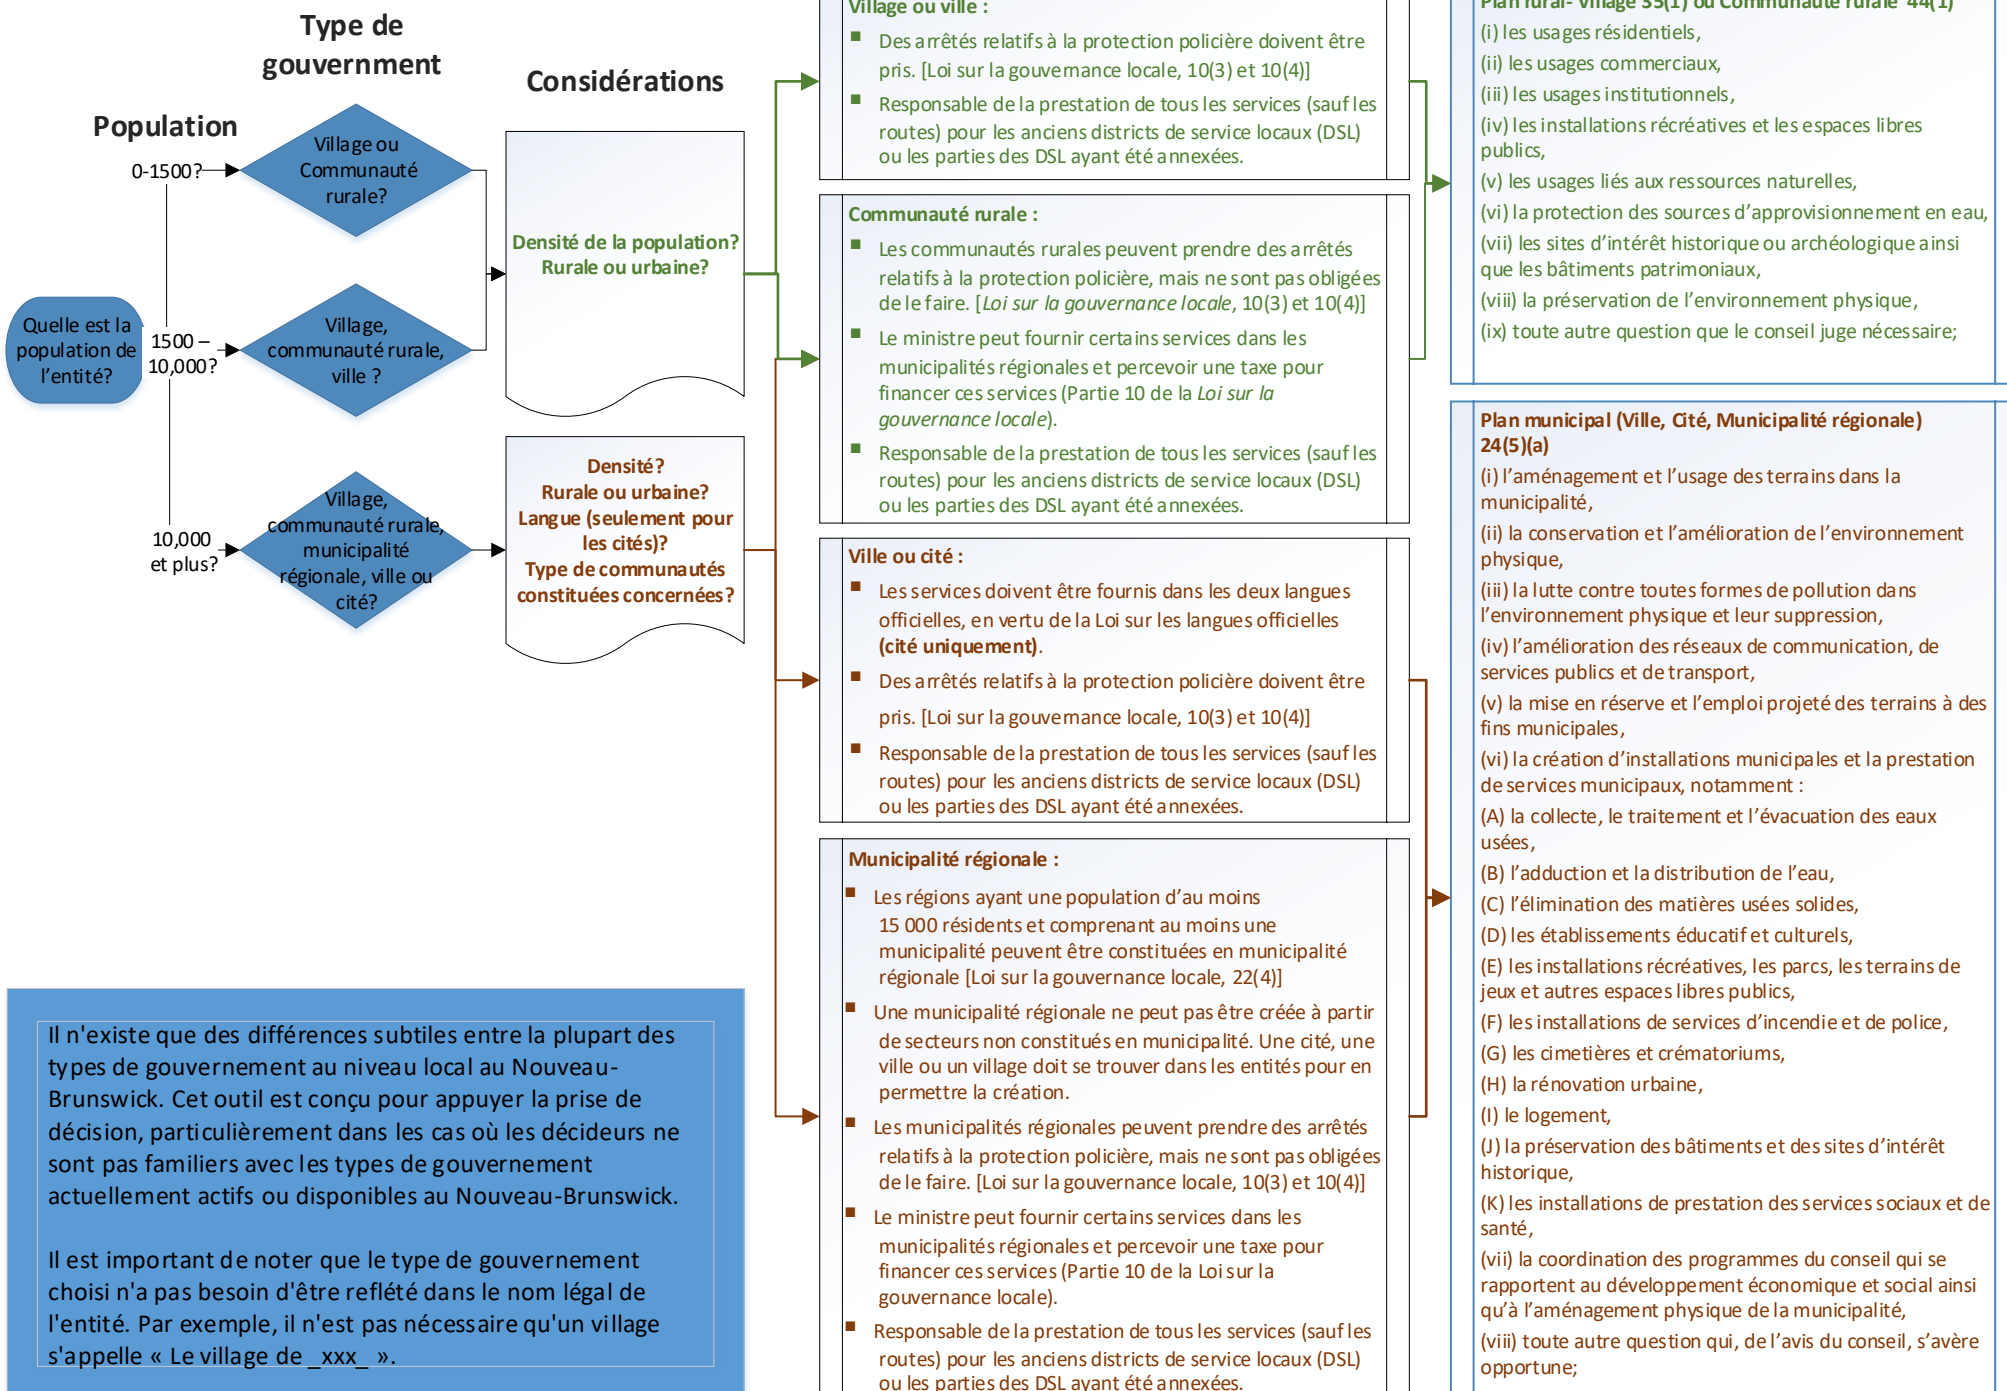 Type de
gouvernment
Considérations
Population
0-1500?
Village ou
Communauté
rurale?
Quelle est la
population de
l'entité?
1500 –
10,000?
Village,
communauté rurale,
ville ?
10,000
et plus?
Village,
communauté rurale,
municipalité
régionale, ville ou
cité?
Densité de la population?
Rurale ou urbaine?
Densité?
Rurale ou urbaine?
Langue (seulement pour
les cités)?
Type de communautés
constituées concernées?
Il n'existe que des différences subtiles entre la plupart des
types de gouvernement au niveau local au Nouveau-
Brunswick. Cet outil est conçu pour appuyer la prise de
décision, particulièrement dans les cas où les décideurs ne
sont pas familiers avec les types de gouvernement
actuellement actifs ou disponibles au Nouveau-Brunswick.
Il est important de noter que le type de gouvernement
choisi n'a pas besoin d'être reflété dans le nom légal de
l'entité. Par exemple, il n'est pas nécessaire qu'un village
s'appelle « Le village de _xxx_ ».
Village ou ville :
■ Des arrêtés relatifs à la protection policière doivent être
pris. [Loi sur la gouvernance locale, 10(3) et 10(4)]
■ Responsable de la prestation de tous les services (sauf les
routes) pour les anciens districts de service locaux (DSL)
ou les parties des DSL ayant été annexées.
Communauté rurale :
■ Les communautés rurales peuvent prendre des arrêtés
relatifs à la protection policière, mais ne sont pas obligées
de le faire. [Loi sur la gouvernance locale, 10(3) et 10(4)]
■ Le ministre peut fournir certains services dans les
municipalités régionales et percevoir une taxe pour
financer ces services (Partie 10 de la Loi sur la
gouvernance locale).
■ Responsable de la prestation de tous les services (sauf les
routes) pour les anciens districts de service locaux (DSL)
ou les parties des DSL ayant été annexées.
Ville ou cité :
■ Les services doivent être fournis dans les deux langues
officielles, en vertu de la Loi sur les langues officielles
(cité uniquement).
■ Des arrêtés relatifs à la protection policière doivent être
pris. [Loi sur la gouvernance locale, 10(3) et 10(4)]
■ Responsable de la prestation de tous les services (sauf les
routes) pour les anciens districts de service locaux (DSL)
ou les parties des DSL ayant été annexées.
Municipalité régionale :
■ Les régions ayant une population d'au moins
15 000 résidents et comprenant au moins une
municipalité peuvent être constituées en municipalité
régionale [Loi sur la gouvernance locale, 22(4)]
■ Une municipalité régionale ne peut pas être créée à partir
de secteurs non constitués en municipalité. Une cité, une
ville ou un village doit se trouver dans les entités pour en
permettre la création.
■ Les municipalités régionales peuvent prendre des arrêtés
relatifs à la protection policière, mais ne sont pas obligées
de le faire. [Loi sur la gouvernance locale, 10(3) et 10(4)]
■ Le ministre peut fournir certains services dans les
municipalités régionales et percevoir une taxe pour
financer ces services (Partie 10 de la Loi sur la
gouvernance locale).
■ Responsable de la prestation de tous les services (sauf les
routes) pour les anciens districts de service locaux (DSL)
ou les parties des DSL ayant été annexées.
Plan rural- Village 35(1) ou Communauté rurale 44(1)
(i) les usages résidentiels,
(ii) les usages commerciaux,
(iii) les usages institutionnels,
(iv) les installations récréatives et les espaces libres
publics,
(v) les usages liés aux ressources naturelles,
(vi) la protection des sources d'approvisionnement en eau,
(vii) les sites d'intérêt historique ou archéologique ainsi
que les bâtiments patrimoniaux,
(viii) la préservation de l'environnement physique,
(ix) toute autre question que le conseil juge nécessaire;
Plan municipal (Ville, Cité, Municipalité régionale)
24(5)(a)
(i) l'aménagement et l'usage des terrains dans la
municipalité,
(ii) la conservation et l'amélioration de l'environnement
physique,
(iii) la lutte contre toutes formes de pollution dans
l'environnement physique et leur suppression,
(iv) l'amélioration des réseaux de communication, de
services publics et de transport,
(v) la mise en réserve et l'emploi projeté des terrains à des
fins municipales,
(vi) la création d'installations municipales et la prestation
de services municipaux, notamment :
(A) la collecte, le traitement et l'évacuation des eaux
usées,
(B) l'adduction et la distribution de l'eau,
(C) l'élimination des matières usées solides,
(D) les établissements éducatif et culturels,
(E) les installations récréatives, les parcs, les terrains de
jeux et autres espaces libres publics,
(F) les installations de services d'incendie et de police,
(G) les cimetières et crématoriums,
(H) la rénovation urbaine,
(I) le logement,
(J) la préservation des bâtiments et des sites d'intérêt
historique,
(K) les installations de prestation des services sociaux et de
santé,
(vii) la coordination des programmes du conseil qui se
rapportent au développement économique et social ainsi
qu'à l'aménagement physique de la municipalité,
(viii) toute autre question qui, de l'avis du conseil, s'avère
opportune;